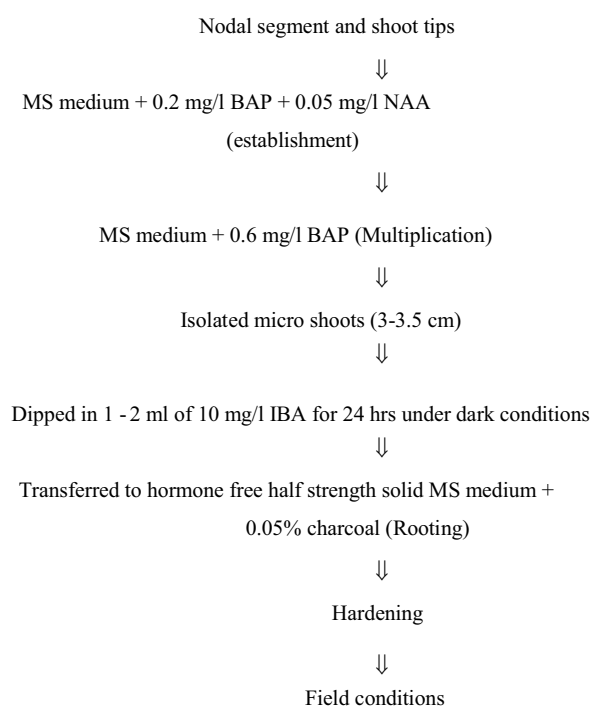 Nodal segment and shoot tips
⇓
MS medium + 0.2 mg/l BAP + 0.05 mg/l NAA
(establishment)
⇓
MS medium + 0.6 mg/l BAP (Multiplication)
⇓
Isolated micro shoots (3-3.5 cm)
⇓
Dipped in 1 - 2 ml of 10 mg/l IBA for 24 hrs under dark conditions
⇓
Transferred to hormone free half strength solid MS medium +
0.05% charcoal (Rooting)
⇓
Hardening
⇓
Field conditions